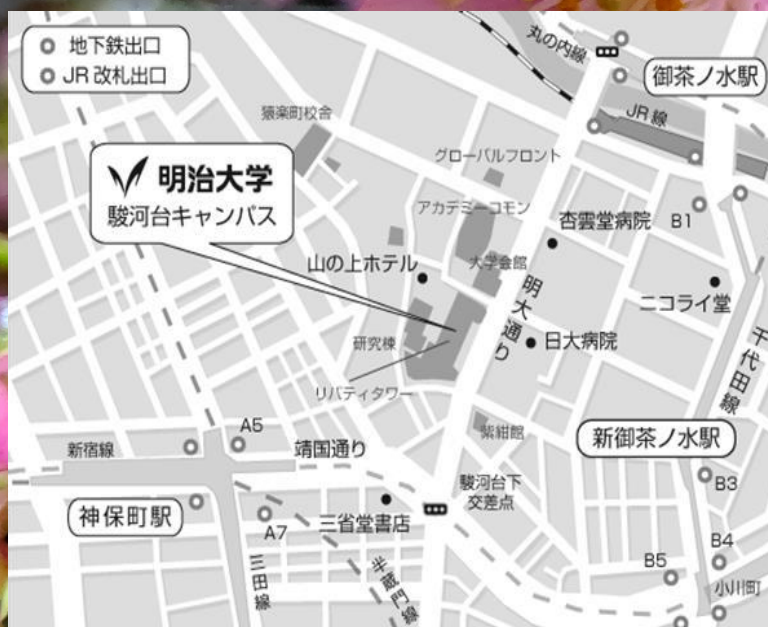 地下鉄出口
JR 改札出口
丸の内線
御茶ノ水駅
JR 線
猿楽町校舎
グローバルフロント
明治大学
駿河台キャンパス
アカデミーコモン
杏雲堂病院
B1
山の上ホテル
大学会館
明大通り
ニコライ堂
研究棟
日大病院
千代田線
リバティタワー
A5
新宿線
靖国通り
紫紺館
新御茶ノ水駅
神保町駅
A7
三省堂書店
駿河台下
交差点
B3
三田線
半蔵門線
B4
B5
小川町